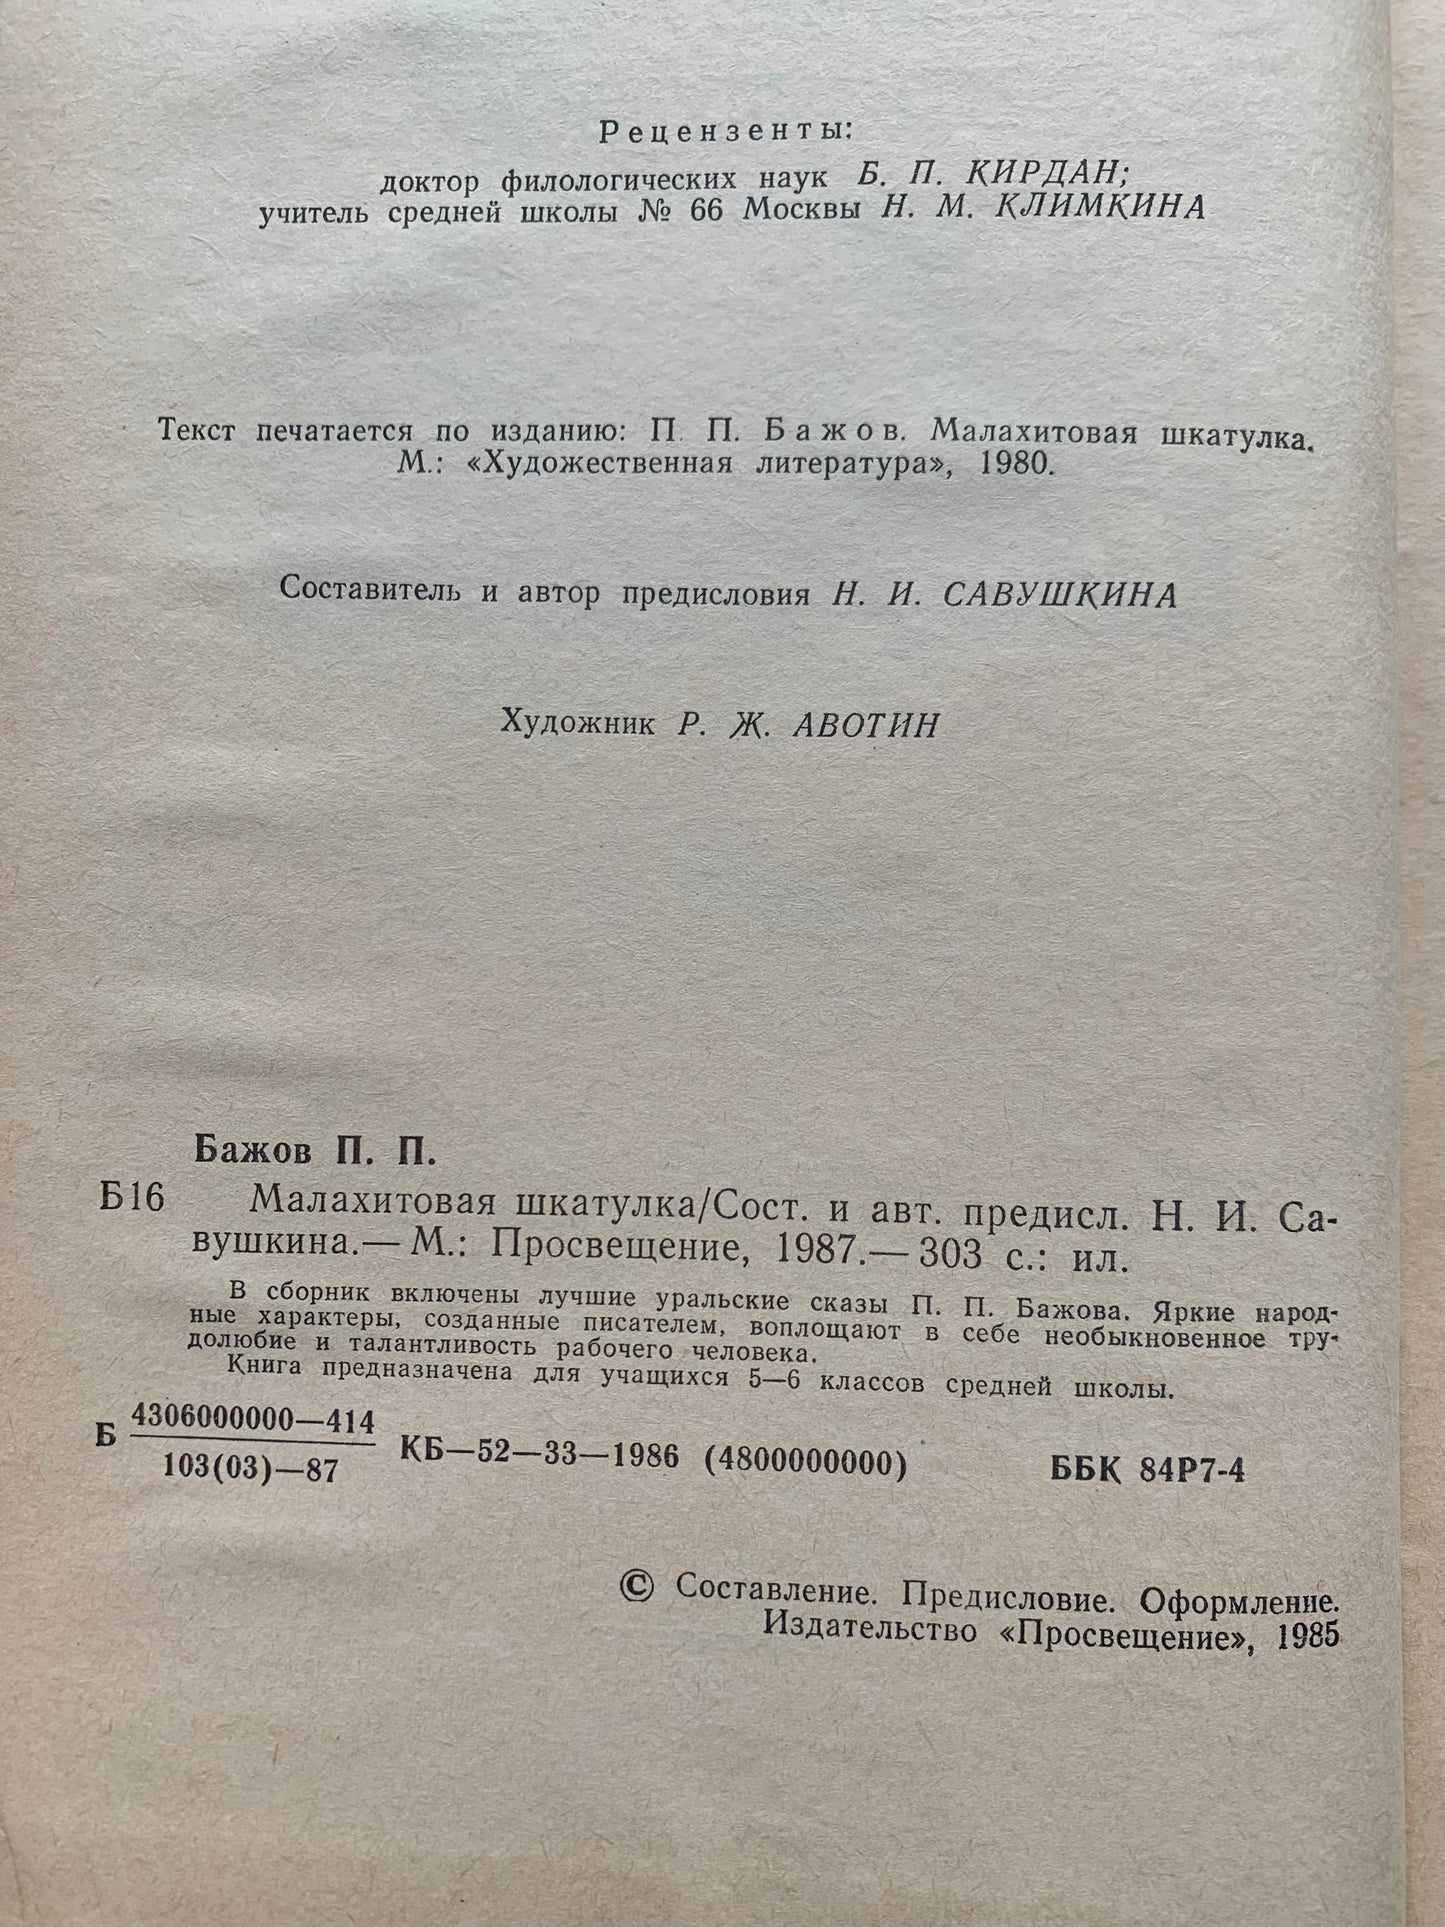 Рецензенты:
доктор филологических наук Б. П. КИРДАН;
учитель средней школы № 66 Москвы Н. М. КЛИМКИНА
Текст печатается по изданию: П. П. Бажов. Малахитовая шкатулка.
М.: «Художественная литература», 1980.
Составитель и автор предисловия Н. И. САВУШКИНА
Художник Р. Ж. АВОТИН
Бажов П. П.
Б16 Малахитовая шкатулка/Сост. и авт. предисл. Н. И. Са-
вушкина.— М.: Просвещение, 1987.— 303 с.: ил.
В сборник включены лучшие уральские сказы П. П. Бажова. Яркие народ-
ные характеры, созданные писателем, воплощают в себе необыкновенное тру-
долюбие и талантливость рабочего человека.
Книга предназначена для учащихся 5—6 классов средней школы.
Б 4306000000—414
103(03)—87 КБ—52—33—1986 (4800000000) ББК 84Р7-4
© Составление. Предисловие. Оформление.
Издательство «Просвещение», 1985